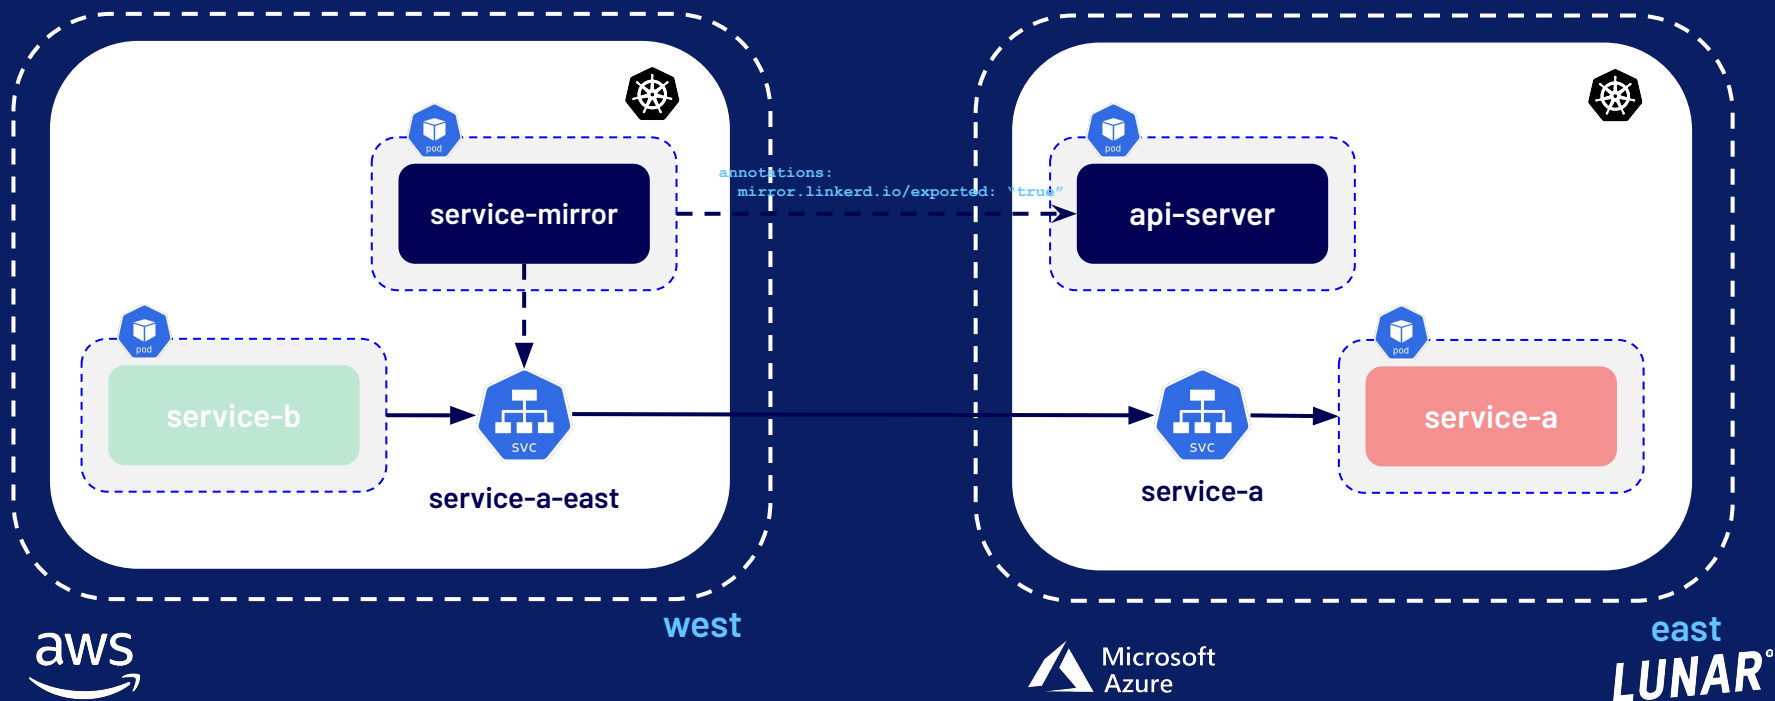 pod
service-mirror
annotations:
mirror.linkerd.io/exported: “true”
pod
api-server
pod
service-b
svc
service-a-east
svc
service-a
pod
service-a
west
east
aws
Microsoft
Azure
LUNAR®